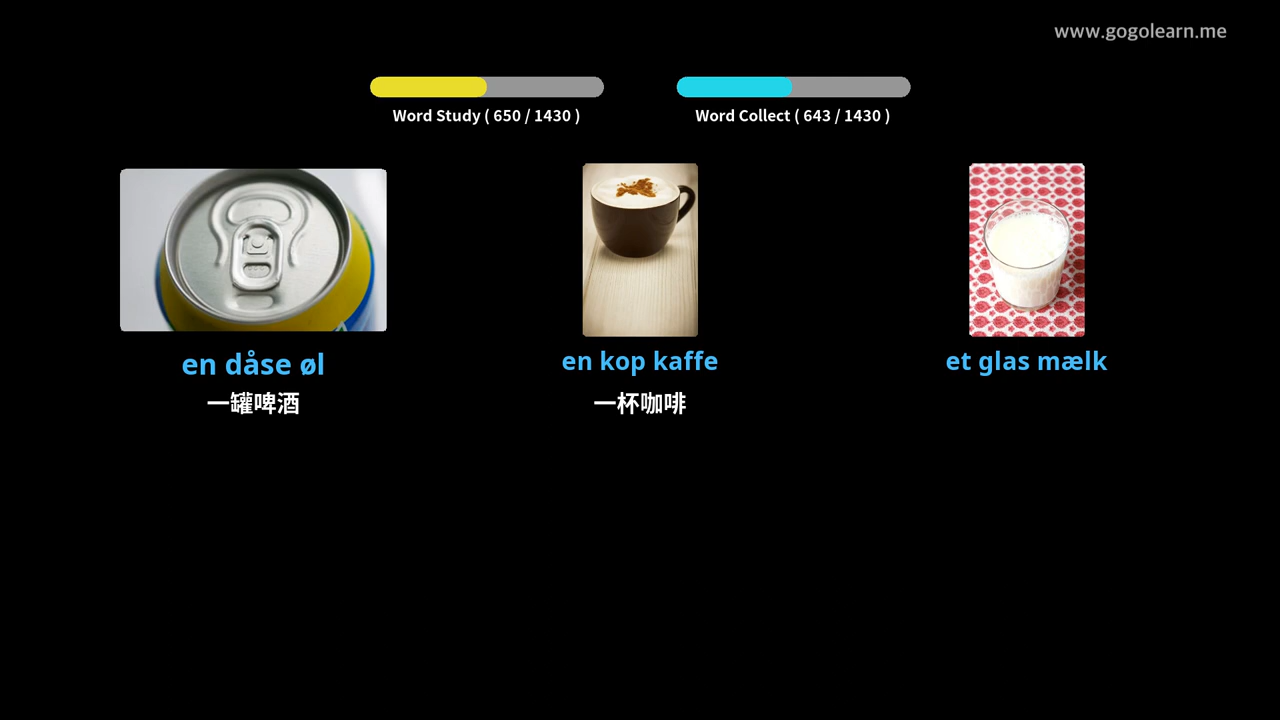 www.gogolearn.me
Word Study ( 650 / 1430 )
Word Collect ( 643 / 1430 )
en dåse øl
一罐啤酒
en kop kaffe
一杯咖啡
et glas mælk